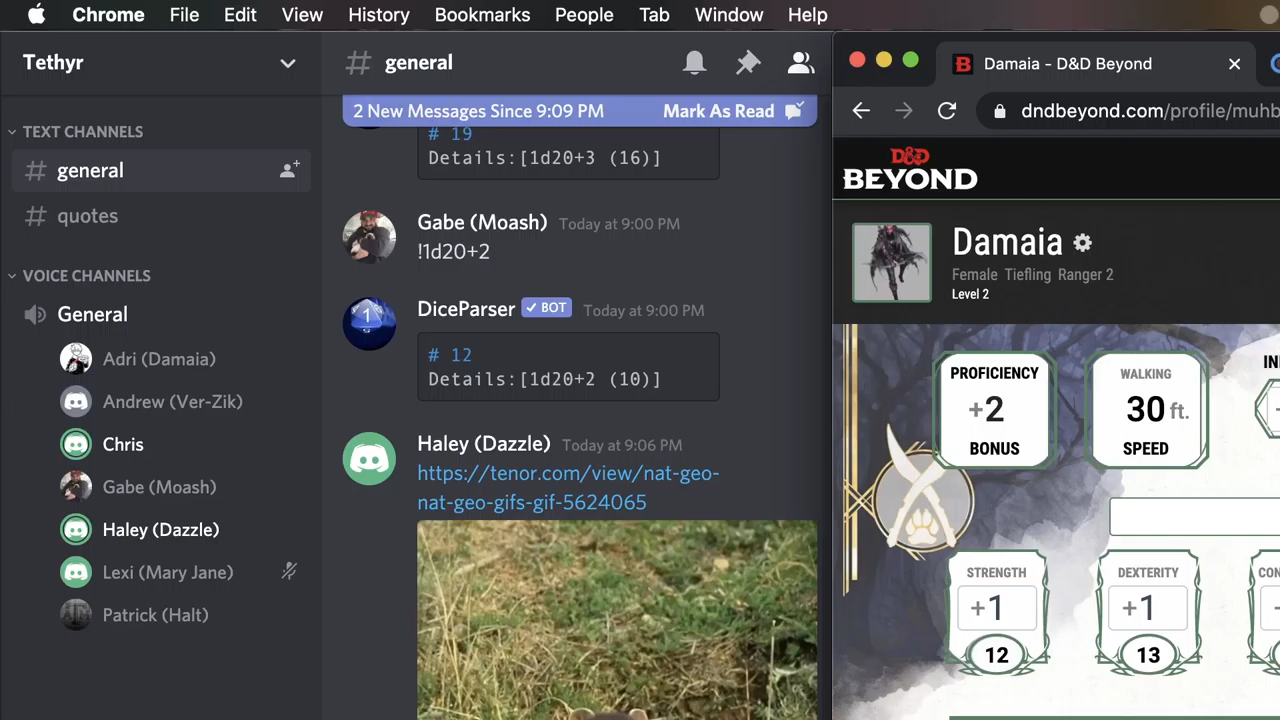 Chrome File Edit View History Bookmarks People Tab Window Help
Tethyr
TEXT CHANNELS
general
quotes
VOICE CHANNELS
General
Adri (Damaia)
Andrew (Ver-Zik)
Chris
Gabe (Moash)
Haley (Dazzle)
Lexi (Mary Jane)
Patrick (Halt)
# general
2 New Messages Since 9:09 PM Mark As Read
# 19
Details:[1d20+3 (16)]
Gabe (Moash) Today at 9:00 PM
!1d20+2
DiceParser BOT Today at 9:00 PM
# 12
Details:[1d20+2 (10)]
Haley (Dazzle) Today at 9:06 PM
https://tenor.com/view/nat-geo-
nat-geo-gifs-gif-5624065
Damaia - D&D Beyond
dndbeyond.com/profile/muhb
D&D
BEYOND
Damaia
Female Tiefling Ranger 2
Level 2
PROFICIENCY
+2
BONUS
WALKING
30 ft.
SPEED
STRENGTH
+1
12
DEXTERITY
+1
13